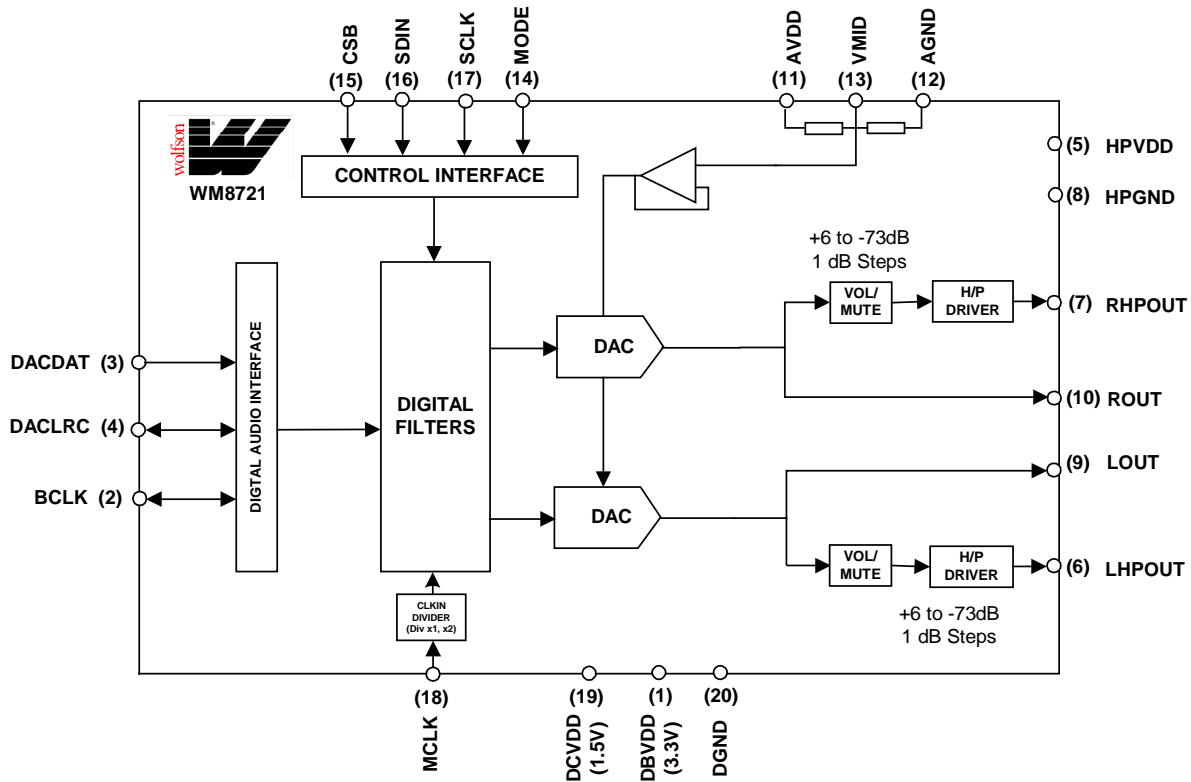 CSB
SDIN
SCLK
MODE
(15)
(16)
(17)
(14)
AVDD
VMID
AGND
(11)
(13)
(12)
wolfson
®
WM8721
CONTROL INTERFACE
(5) HPVDD
(8) HPGND
+6 to -73dB
1 dB Steps
VOL/
MUTE
H/P
DRIVER
(7) RHPOUT
DAC
DACDAT (3)
DACLRC (4)
BCLK (2)
DIGTAL AUDIO INTERFACE
DIGITAL
FILTERS
(10) ROUT
(9) LOUT
DAC
VOL/
MUTE
H/P
DRIVER
(6) LHPOUT
+6 to -73dB
1 dB Steps
CLKIN
DIVIDER
(Div x1, x2)
(18)
(19)
(1)
(20)
MCLK
DCVDD
(1.5V)
DBVDD
(3.3V)
DGND